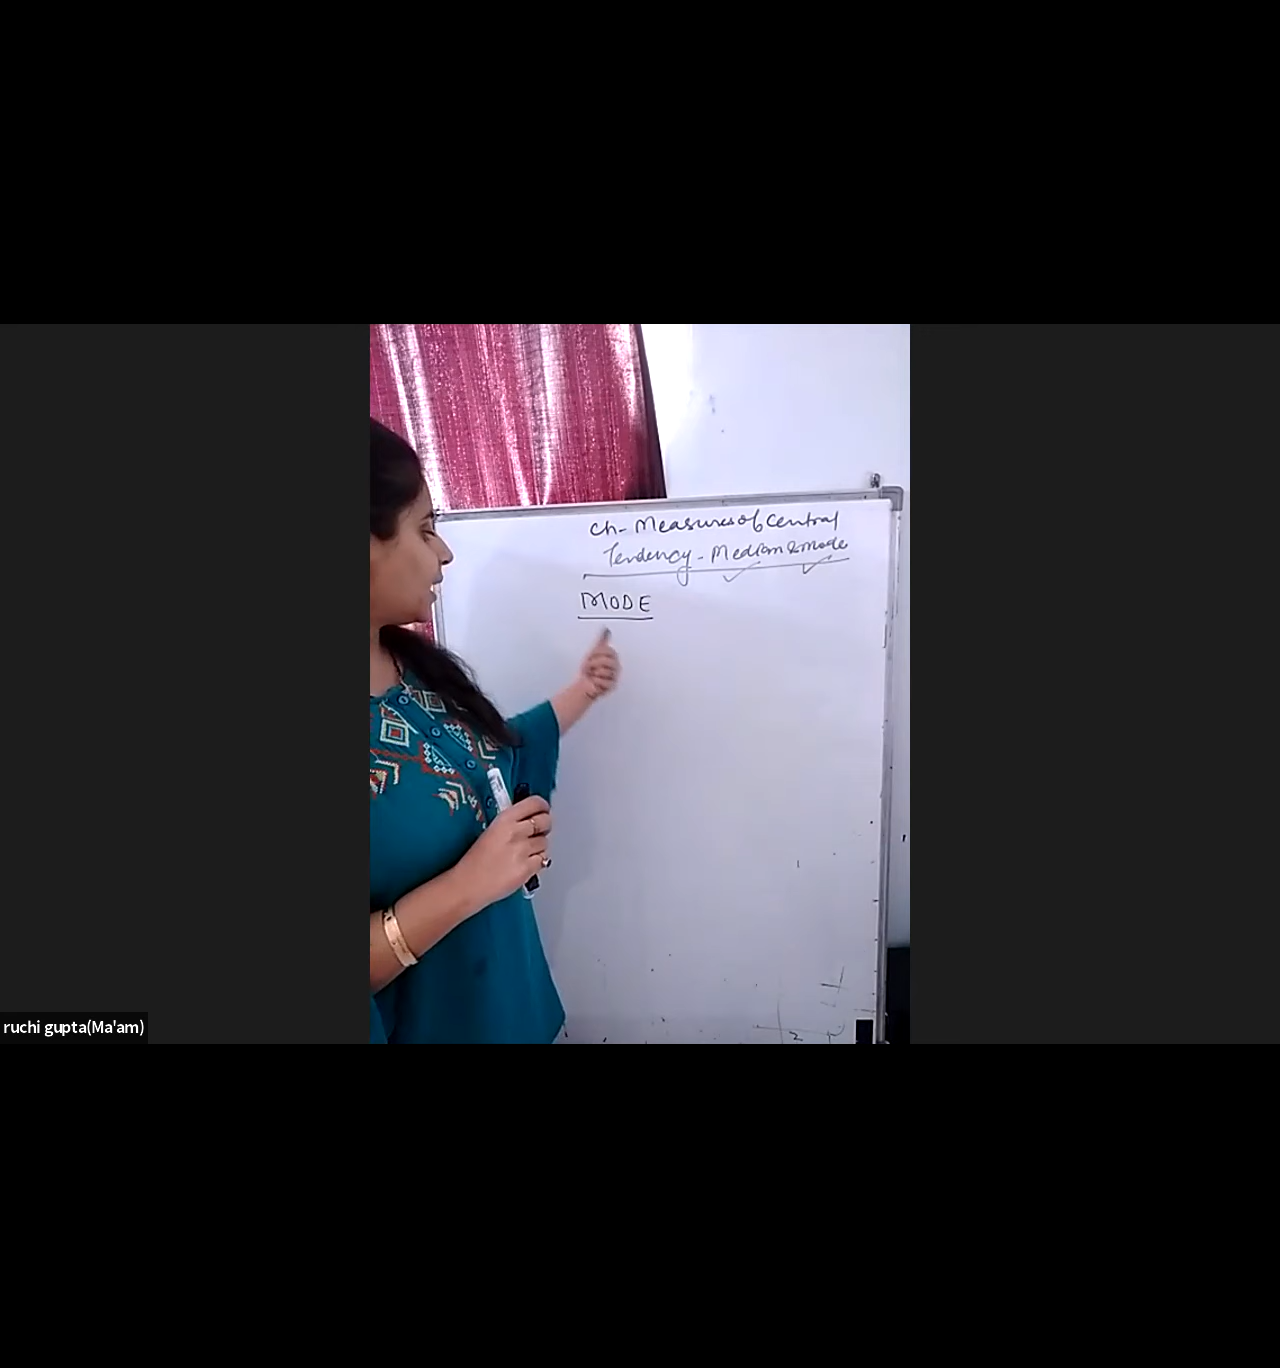 Ch- Measures of Central
Tendency - Median & Mode
MODE
ruchi gupta(Ma'am)